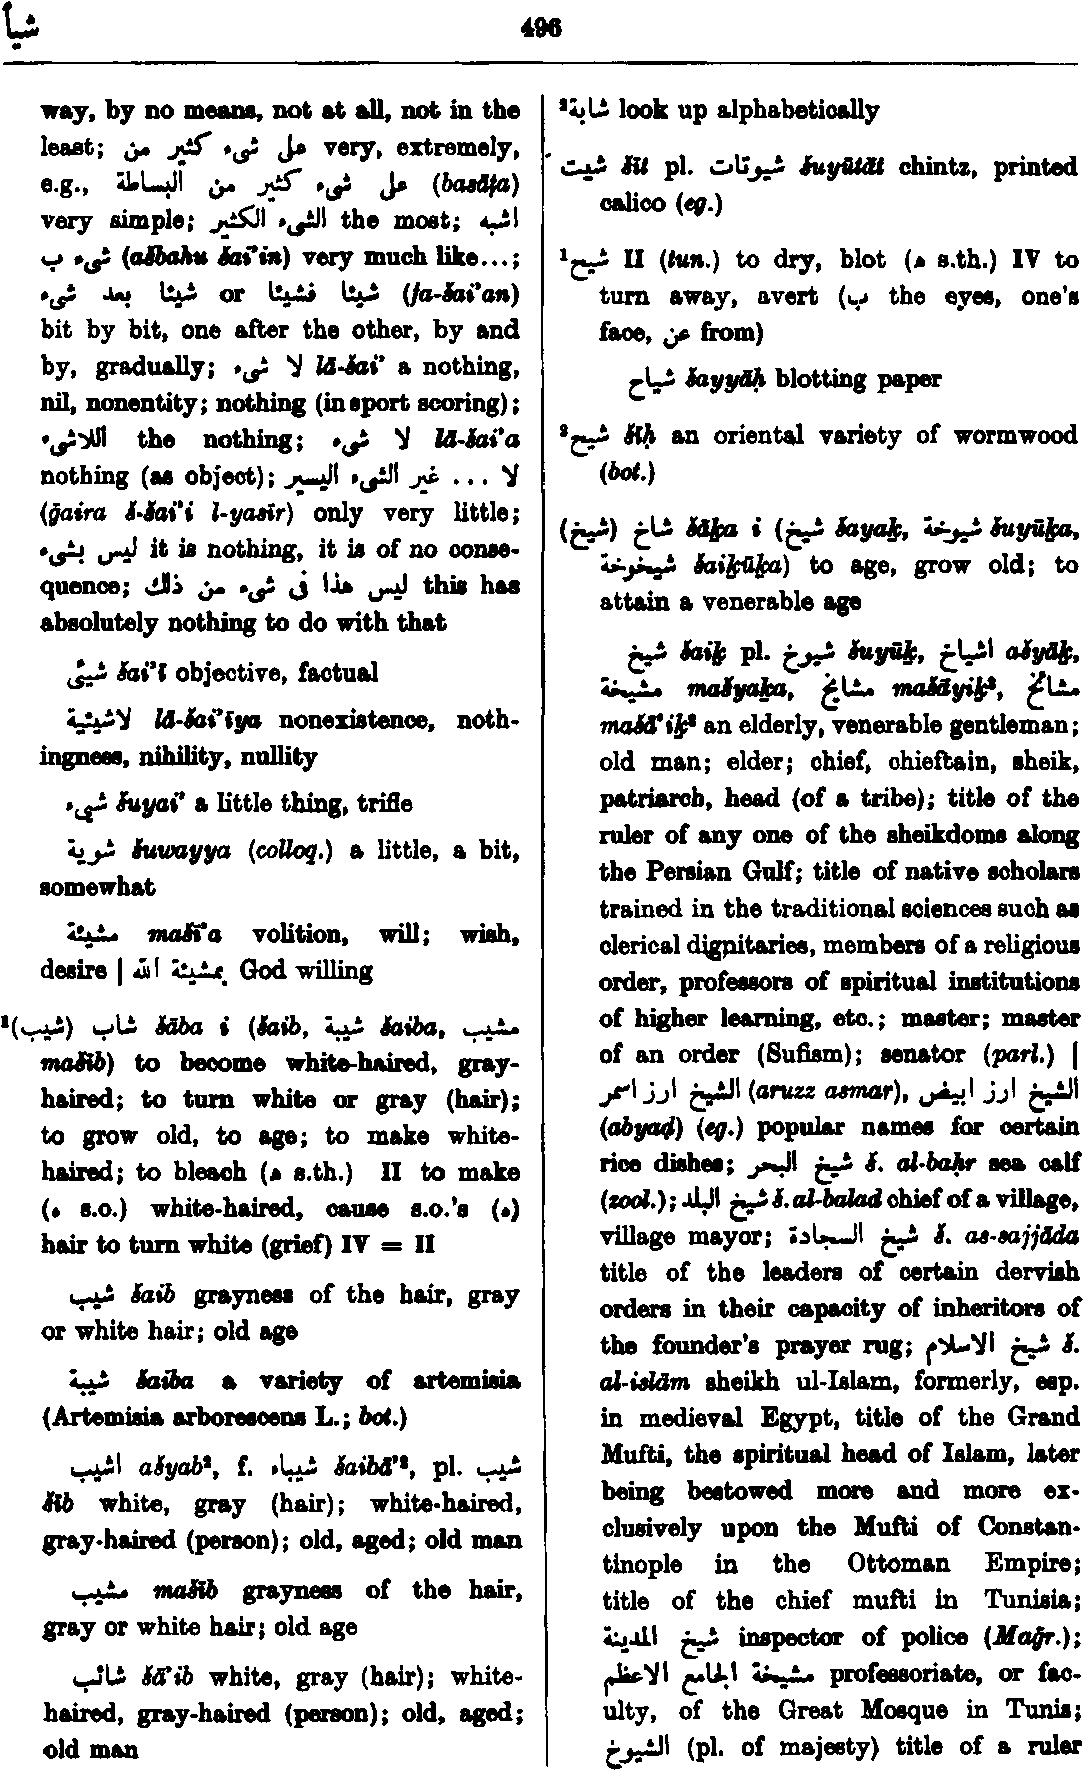 شيأ
496
way, by no means, not at all, not in the
least; على شىء كثير من very, extremely,
e.g., على شىء كثير من البساطة (basāṭa)
very simple; الشىء الكثير the most; اشبه
شىء ب (ašbahu šai'in) very much like...;
شيئا فشيئا or شيئا بعد شىء (fa-šai'an)
bit by bit, one after the other, by and
by, gradually; لا شىء lā-šai' a nothing,
nil, nonentity; nothing (in sport scoring);
اللاشىء the nothing; لا شىء lā-šai'a
nothing (as object); لا ... غير الشىء اليسير
(ḡaira š-šai'i l-yasīr) only very little;
ليس بشىء it is nothing, it is of no conse-
quence; ليس هذا فى شىء من ذلك this has
absolutely nothing to do with that
شيئى šai'ī objective, factual
لاشيئية lā-šai'īya nonexistence, noth-
ingness, nihility, nullity
شيىء šuyai' a little thing, trifle
شوية šuwayya (colloq.) a little, a bit,
somewhat
مشيئة mašī'a volition, will; wish,
desire | بمشيئة الله God willing
¹(شيب) شاب šāba i (šaib, شيبة šaiba, مشيب
mašīb) to become white-haired, gray-
haired; to turn white or gray (hair);
to grow old, to age; to make white-
haired; to bleach (ه s.th.) II to make
(ه s.o.) white-haired, cause s.o.'s (ه)
hair to turn white (grief) IV = II
شيب šaib grayness of the hair, gray
or white hair; old age
شيبة šaiba a variety of artemisia
(Artemisia arborescens L.; bot.)
اشيب ašyab², f. شيباء šaibā'², pl. شيب
šīb white, gray (hair); white-haired,
gray-haired (person); old, aged; old man
مشيب mašīb grayness of the hair,
gray or white hair; old age
شائب šā'ib white, gray (hair); white-
haired, gray-haired (person); old, aged;
old man
²شابة look up alphabetically
شيت šīt pl. شيوتات šuyūtāt chintz, printed
calico (eg.)
¹شيح II (tun.) to dry, blot (ه s.th.) IV to
turn away, avert (ب the eyes, one's
face, عن from)
شياح šayyāḥ blotting paper
²شيح šīḥ an oriental variety of wormwood
(bot.)
(شيخ) شاخ šāḵa i (شيخ šayaḵ, شيوخة šuyūḵa,
شيخوخة šaiḵūḵa) to age, grow old; to
attain a venerable age
شيخ šaiḵ pl. شيوخ šuyūḵ, اشياخ ašyāḵ,
مشيخة mašyaḵa, مشايخ mašāyiḵ², مشائخ
mašā'iḵ² an elderly, venerable gentleman;
old man; elder; chief, chieftain, sheik,
patriarch, head (of a tribe); title of the
ruler of any one of the sheikdoms along
the Persian Gulf; title of native scholars
trained in the traditional sciences such as
clerical dignitaries, members of a religious
order, professors of spiritual institutions
of higher learning, etc.; master; master
of an order (Sufism); senator (parl.) |
الشيخ ارز اسمر (aruzz asmar), الشيخ ارز ابيض
(abyaḍ) (eg.) popular names for certain
rice dishes; شيخ البحر š. al-baḥr sea calf
(zool.); شيخ البلد š. al-balad chief of a village,
village mayor; شيخ السجادة š. as-sajjāda
title of the leaders of certain dervish
orders in their capacity of inheritors of
the founder's prayer rug; شيخ الاسلام š.
al-islām sheikh ul-Islam, formerly, esp.
in medieval Egypt, title of the Grand
Mufti, the spiritual head of Islam, later
being bestowed more and more ex-
clusively upon the Mufti of Constan-
tinople in the Ottoman Empire;
title of the chief mufti in Tunisia;
شيخ المدينة inspector of police (Maḡr.);
مشيخة الجامع الاعظم professoriate, or fac-
ulty, of the Great Mosque in Tunis;
الشيوخ (pl. of majesty) title of a ruler